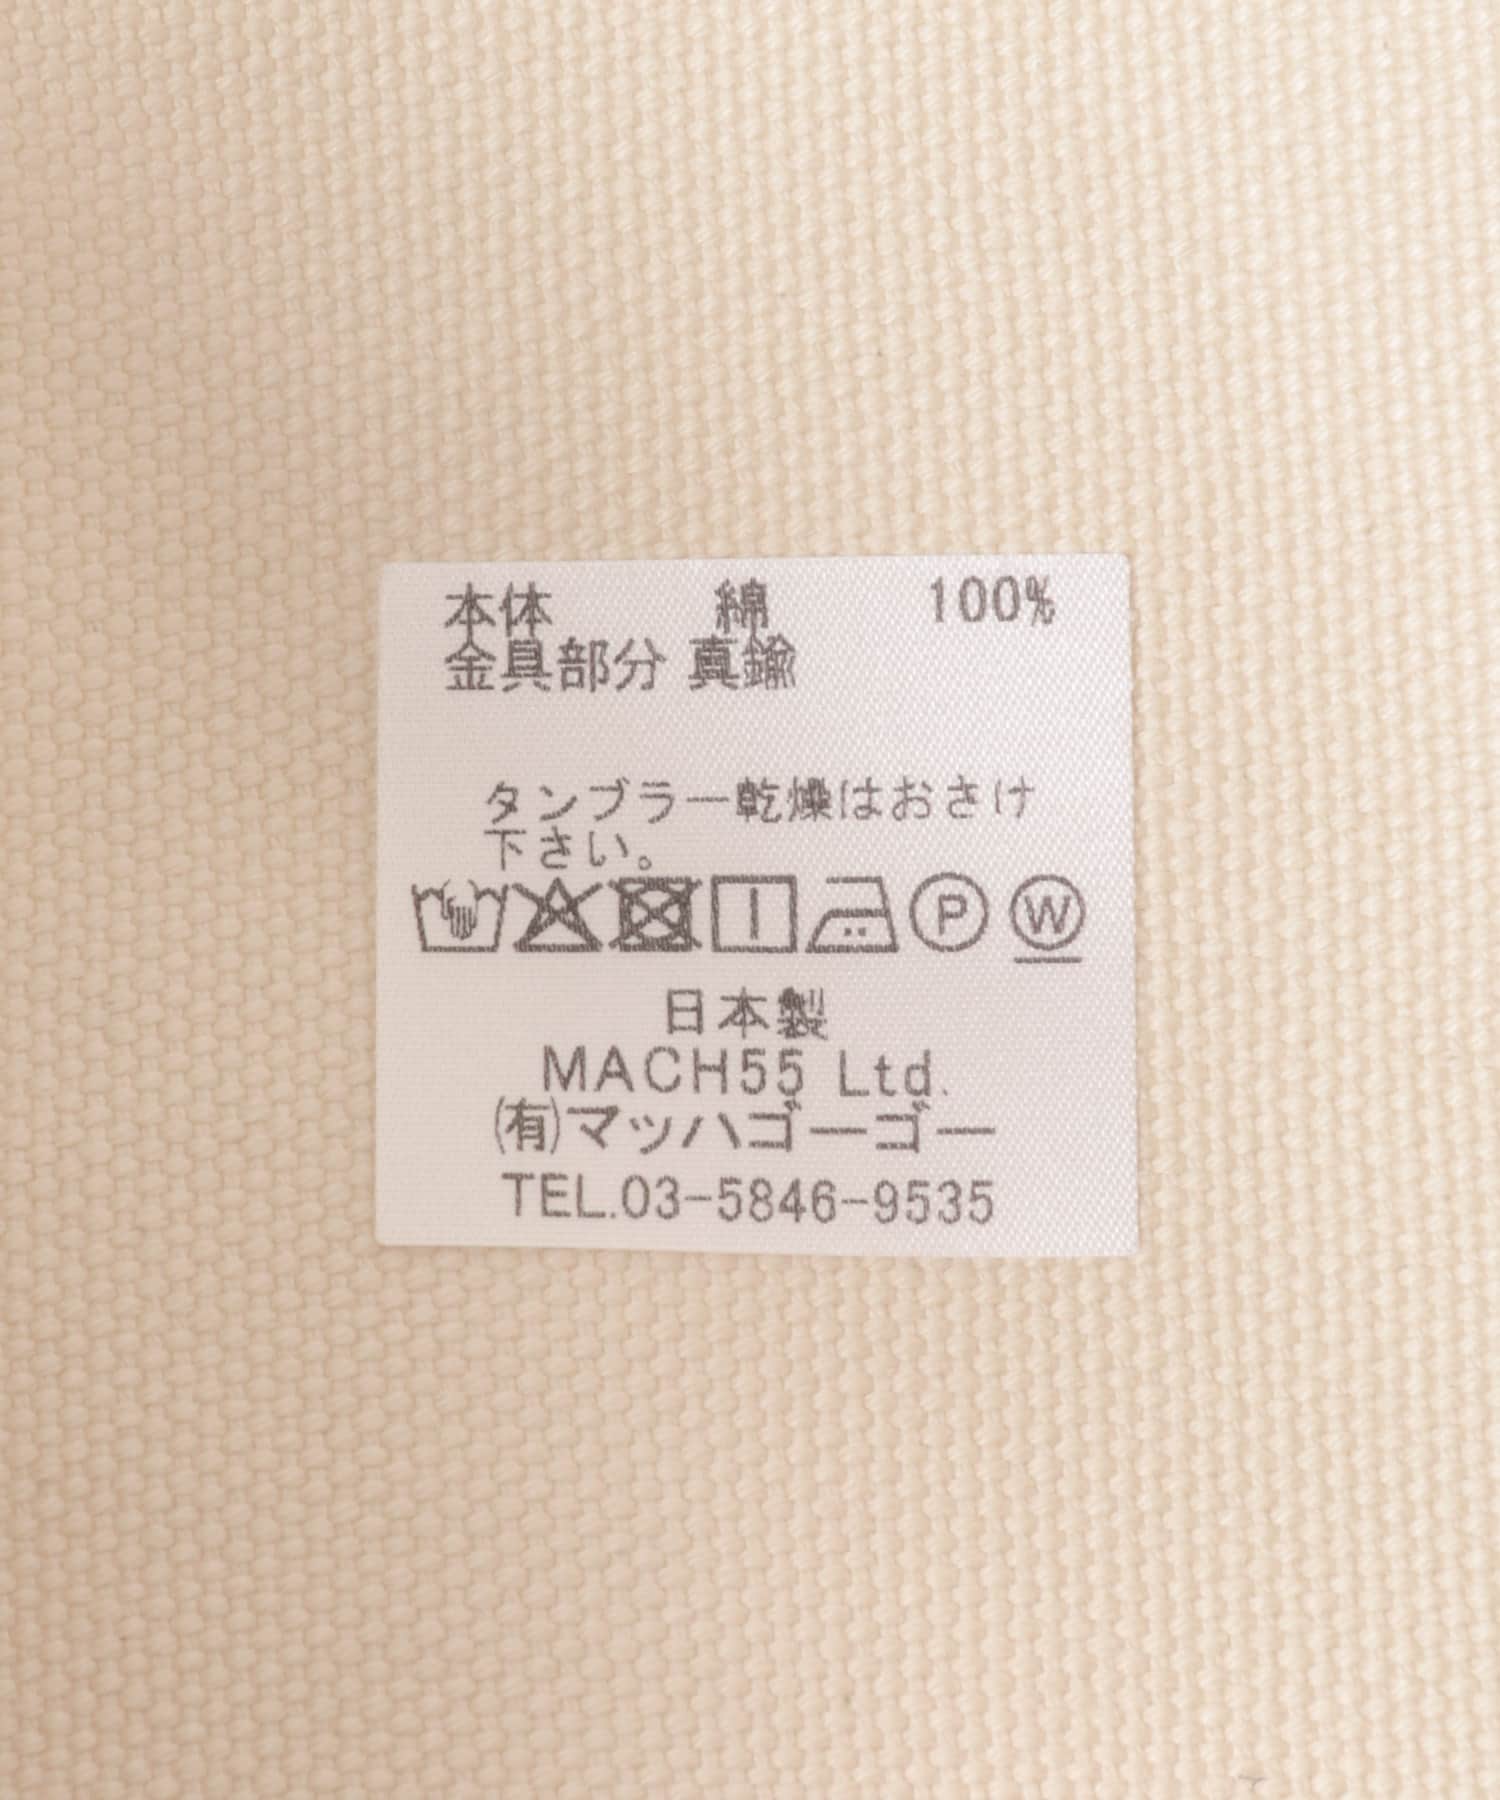 本体 綿 100%
金具部分 真鍮
タンブラー乾燥はおさけ
下さい。
P W
日本製
MACH55 Ltd.
(有)マッハゴーゴー
TEL.03-5846-9535